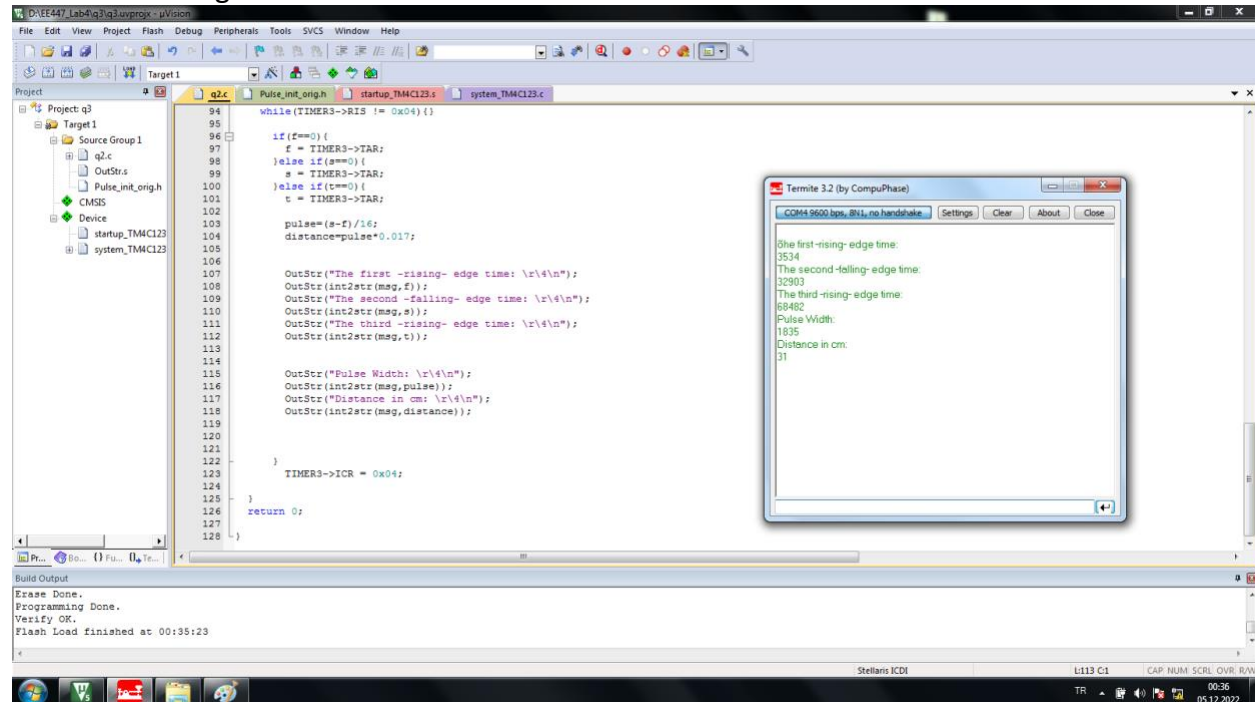 D:\EE447_Lab4\q3\q3.uvprojx - µVision
File Edit View Project Flash Debug Peripherals Tools SVCS Window Help
Target 1
Project
Project: q3
Target 1
Source Group 1
q2.c
OutStr.s
Pulse_init_orig.h
CMSIS
Device
startup_TM4C123
system_TM4C123
Pr... Bo... {} Fu... Te...
q2.c Pulse_init_orig.h startup_TM4C123.s system_TM4C123.c
94 while(TIMER3->RIS != 0x04){}
95
96 if(f==0){
97 f = TIMER3->TAR;
98 }else if(s==0){
99 s = TIMER3->TAR;
100 }else if(t==0){
101 t = TIMER3->TAR;
102
103 pulse=(s-f)/16;
104 distance=pulse*0.017;
105
106
107 OutStr("The first -rising- edge time: \r\4\n");
108 OutStr(int2str(msg,f));
109 OutStr("The second -falling- edge time: \r\4\n");
110 OutStr(int2str(msg,s));
111 OutStr("The third -rising- edge time: \r\4\n");
112 OutStr(int2str(msg,t));
113
114
115 OutStr("Pulse Width: \r\4\n");
116 OutStr(int2str(msg,pulse));
117 OutStr("Distance in cm: \r\4\n");
118 OutStr(int2str(msg,distance));
119
120
121
122 }
123 TIMER3->ICR = 0x04;
124
125 }
126 return 0;
127
128 }
Termite 3.2 (by CompuPhase)
COM4 9600 bps, 8N1, no handshake Settings Clear About Close
õhe first -rising- edge time:
3534
The second -falling- edge time:
32903
The third -rising- edge time:
68482
Pulse Width:
1835
Distance in cm:
31
Build Output
Erase Done.
Programming Done.
Verify OK.
Flash Load finished at 00:35:23
Stellaris ICDI L:113 C:1 CAP NUM SCRL OVR R/W
TR 00:36
05.12.2022